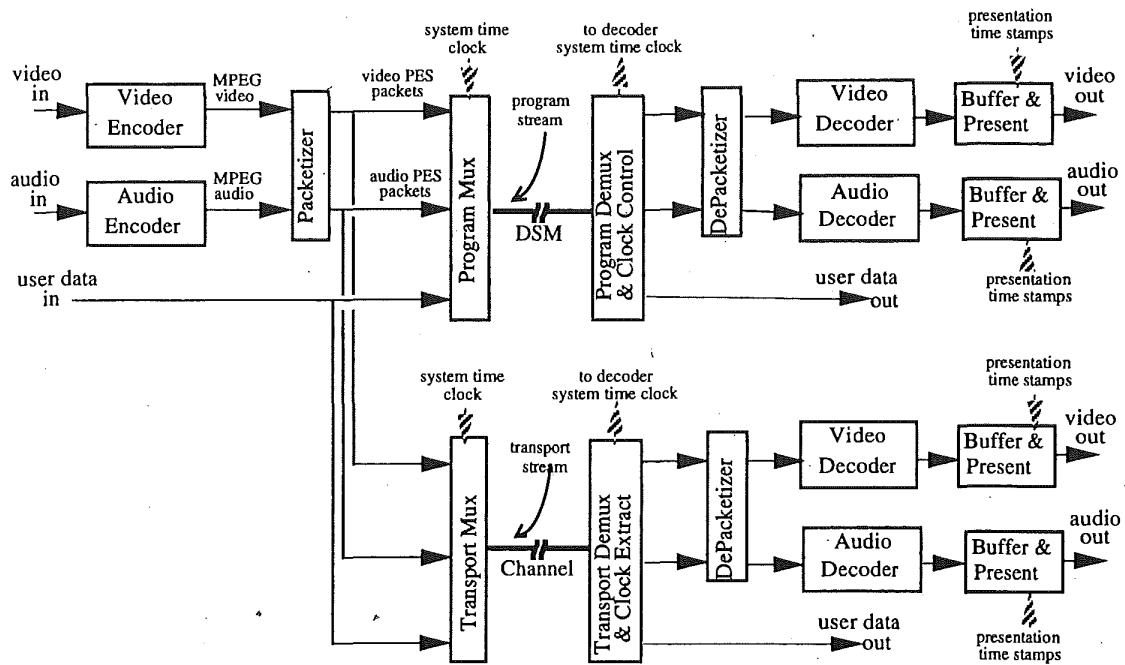 system time
clock
to decoder
system time clock
presentation
time stamps
video
in
Video
Encoder
MPEG
video
Packetizer
video PES
packets
Program Mux
program
stream
DSM
Program Demux
& Clock Control
DePacketizer
Video
Decoder
Buffer &
Present
video
out
audio
in
Audio
Encoder
MPEG
audio
audio PES
packets
Audio
Decoder
Buffer &
Present
audio
out
presentation
time stamps
user data
in
user data
out
system time
clock
to decoder
system time clock
presentation
time stamps
Transport Mux
transport
stream
Channel
Transport Demux
& Clock Extract
DePacketizer
Video
Decoder
Buffer &
Present
video
out
Audio
Decoder
Buffer &
Present
audio
out
user data
out
presentation
time stamps